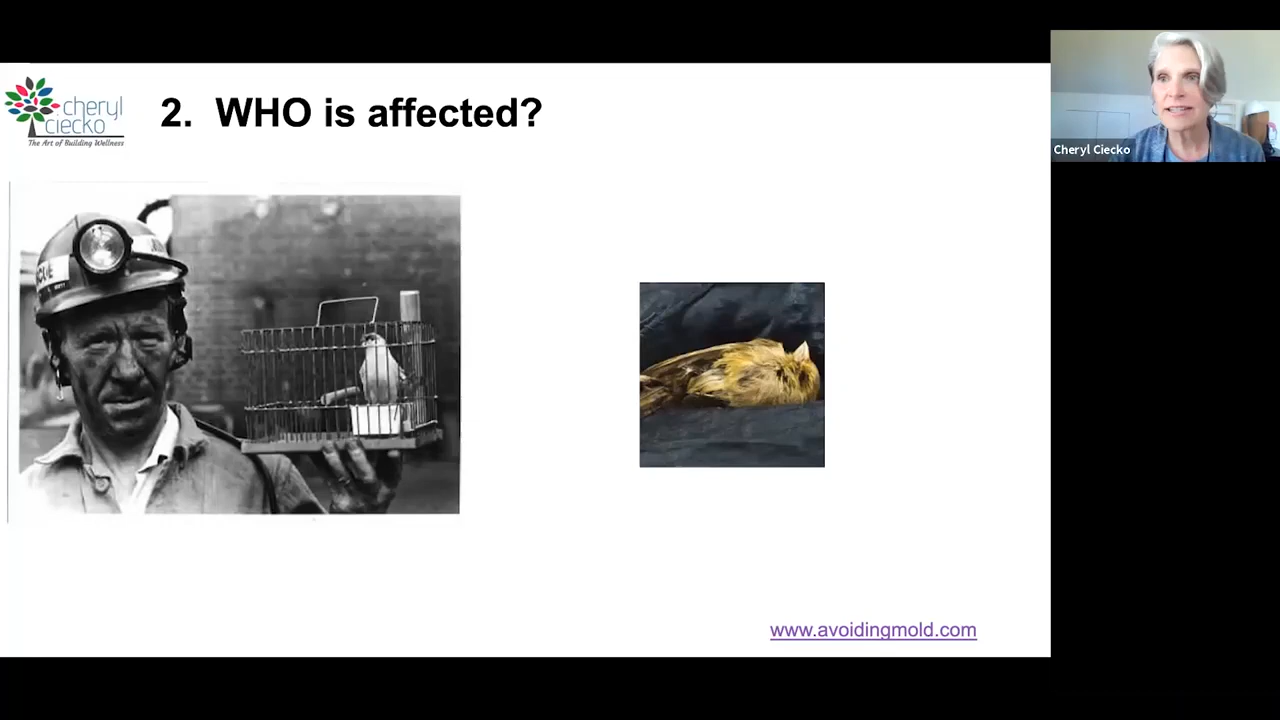 cheryl
ciecko
The Art of Building Wellness
2. WHO is affected?
Cheryl Ciecko
www.avoidingmold.com